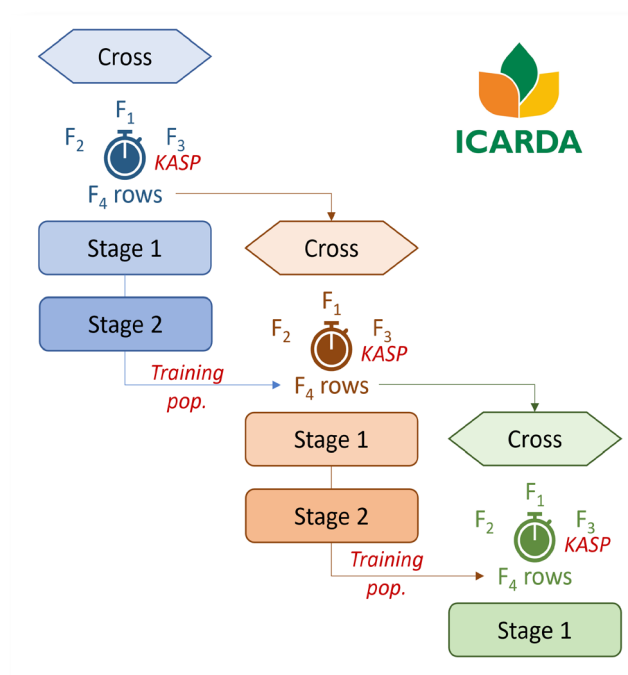 Cross
ICARDA
F₁
F₂
F₃
KASP
F₄ rows
Stage 1
Cross
Stage 2
F₁
F₂
F₃
KASP
Training
pop.
F₄ rows
Stage 1
Cross
Stage 2
F₁
F₂
F₃
KASP
Training
pop.
F₄ rows
Stage 1